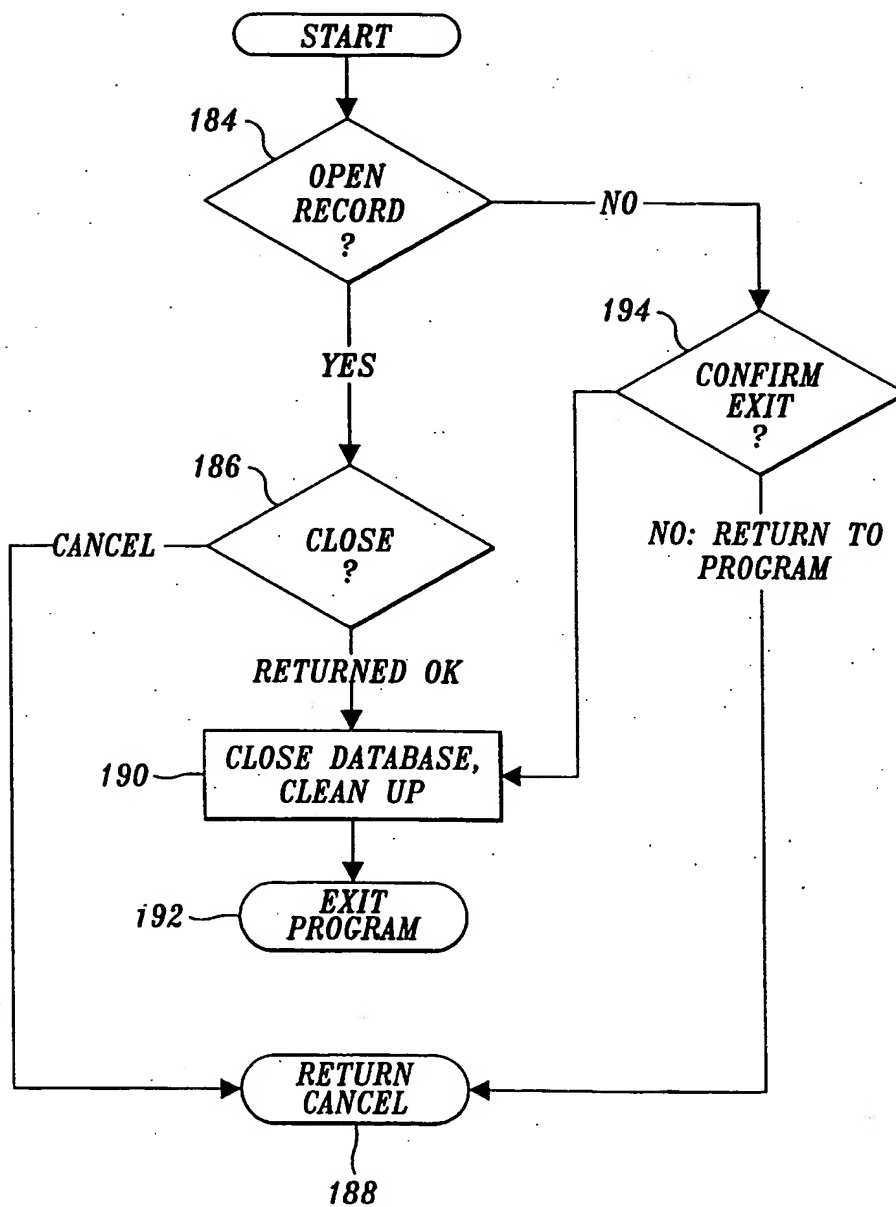 START
184
OPEN
RECORD
?
NO
194
CONFIRM
EXIT
?
YES
186
CANCEL
CLOSE
?
NO: RETURN TO
PROGRAM
RETURNED OK
190
CLOSE DATABASE,
CLEAN UP
192
EXIT
PROGRAM
RETURN
CANCEL
188